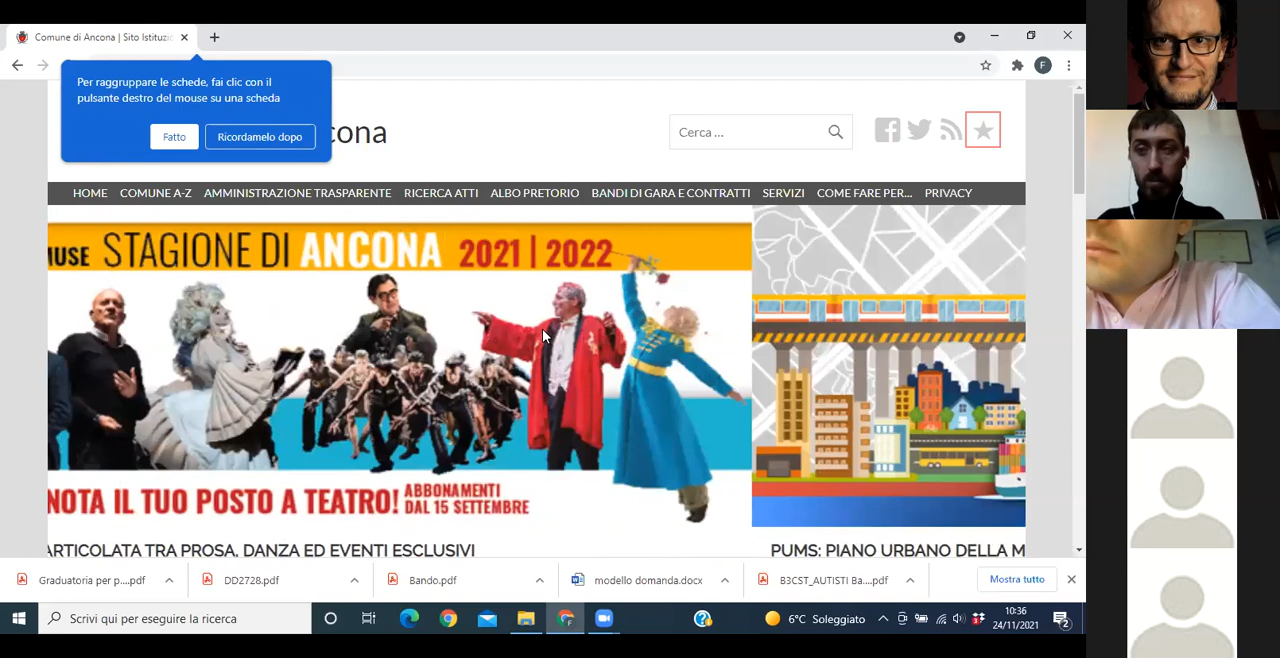 Comune di Ancona | Sito Istituzi
Per raggruppare le schede, fai clic con il
pulsante destro del mouse su una scheda
Fatto
Ricordamelo dopo
cona
Cerca ...
HOME COMUNE A-Z AMMINISTRAZIONE TRASPARENTE RICERCA ATTI ALBO PRETORIO BANDI DI GARA E CONTRATTI SERVIZI COME FARE PER... PRIVACY
MUSE STAGIONE DI ANCONA 2021 | 2022
NOTA IL TUO POSTO A TEATRO! ABBONAMENTI
DAL 15 SETTEMBRE
ARTICOLATA TRA PROSA, DANZA ED EVENTI ESCLUSIVI
PUMS: PIANO URBANO DELLA M
Graduatoria per p....pdf
DD2728.pdf
Bando.pdf
modello domanda.docx
B3CST_AUTISTI Ba....pdf
Mostra tutto
Scrivi qui per eseguire la ricerca
6°C Soleggiato
10:36
24/11/2021
2
F